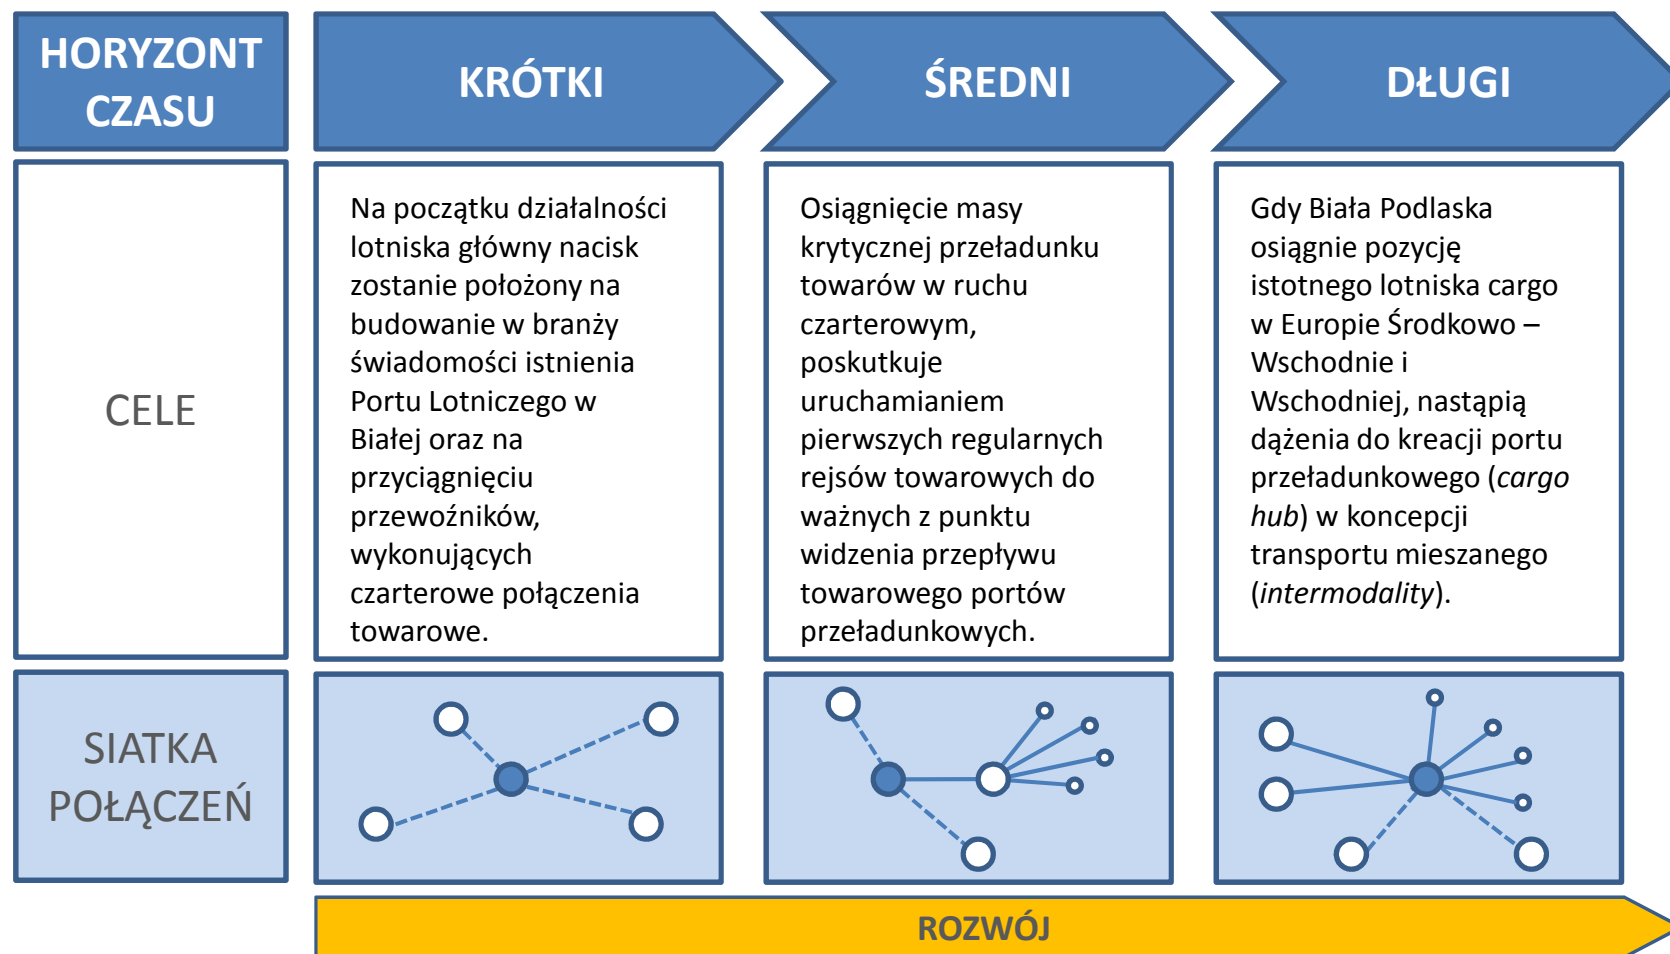 HORYZONT
CZASU
KRÓTKI
ŚREDNI
DŁUGI
CELE
Na początku działalności
lotniska główny nacisk
zostanie położony na
budowanie w branży
świadomości istnienia
Portu Lotniczego w
Białej oraz na
przyciągnięciu
przewoźników,
wykonujących
czarterowe połączenia
towarowe.
Osiągnięcie masy
krytycznej przeładunku
towarów w ruchu
czarterowym,
poskutkuje
uruchamianiem
pierwszych regularnych
rejsów towarowych do
ważnych z punktu
widzenia przepływu
towarowego portów
przeładunkowych.
Gdy Biała Podlaska
osiągnie pozycję
istotnego lotniska cargo
w Europie Środkowo –
Wschodnie i
Wschodniej, nastąpią
dążenia do kreacji portu
przeładunkowego (cargo
hub) w koncepcji
transportu mieszanego
(intermodality).
SIATKA
POŁĄCZEŃ
ROZWÓJ